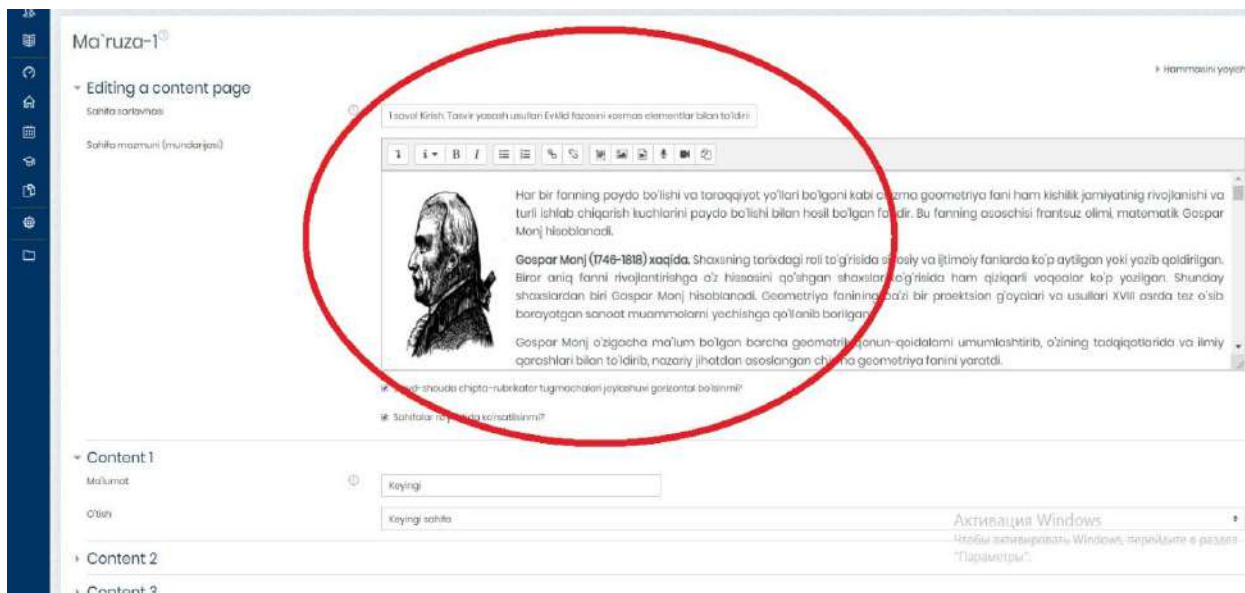 Ma`ruza-1
Hammasini yoyish
Editing a content page
Sahifa sarlavhasi
1 savol Kirish. Tasvir yasash usullari Evklid fazosini xosmas elementlar bilan to'ldiri
Sahifa mazmuni (mundarijasi)
Har bir fanning paydo bo'lishi va taraqqiyot yo'llari bo'lgani kabi chizma geometriya fani ham kishilik jamiyatinig rivojlanishi va
turli ishlab chiqarish kuchlarini paydo bo'lishi bilan hosil bo'lgan fandir. Bu fanning asoschisi frantsuz olimi, matematik Gaspar
Monj hisoblanadi.
Gaspar Monj (1746-1818) xaqida. Shaxsning tarixdagi roli to'g'risida siyosiy va ijtimoiy fanlarda ko'p aytilgan yoki yozib qoldirilgan.
Biror aniq fanni rivojlantirishga o'z hissasini qo'shgan shaxslar to'g'risida ham qiziqarli voqealar ko'p yozilgan. Shunday
shaxslardan biri Gaspar Monj hisoblanadi. Geometriya fanining ba'zi bir proektsion g'oyalari va usullari XVIII asrda tez o'sib
borayotgan sanoat muammolarni yechishga qo'llanib borilgan.
Gaspar Monj o'zigacha ma'lum bo'lgan barcha geometrik qonun-qoidalarni umumlashtirib, o'zining tadqiqotlarida va ilmiy
qarashlari bilan to'ldirib, nazariy jihatdan asoslangan chizma geometriya fanini yaratdi.
chipta-rubrikator tugmachalari joylashuvi gorizontal bo'lsinmi?
Sahifalar ko'rsatilsinmi?
Content 1
Ma'lumot
Keyingi
O'tish
Keyingi sahifa
Активация Windows
Чтобы активировать Windows, перейдите в раздел
"Параметры".
Content 2
Content 3